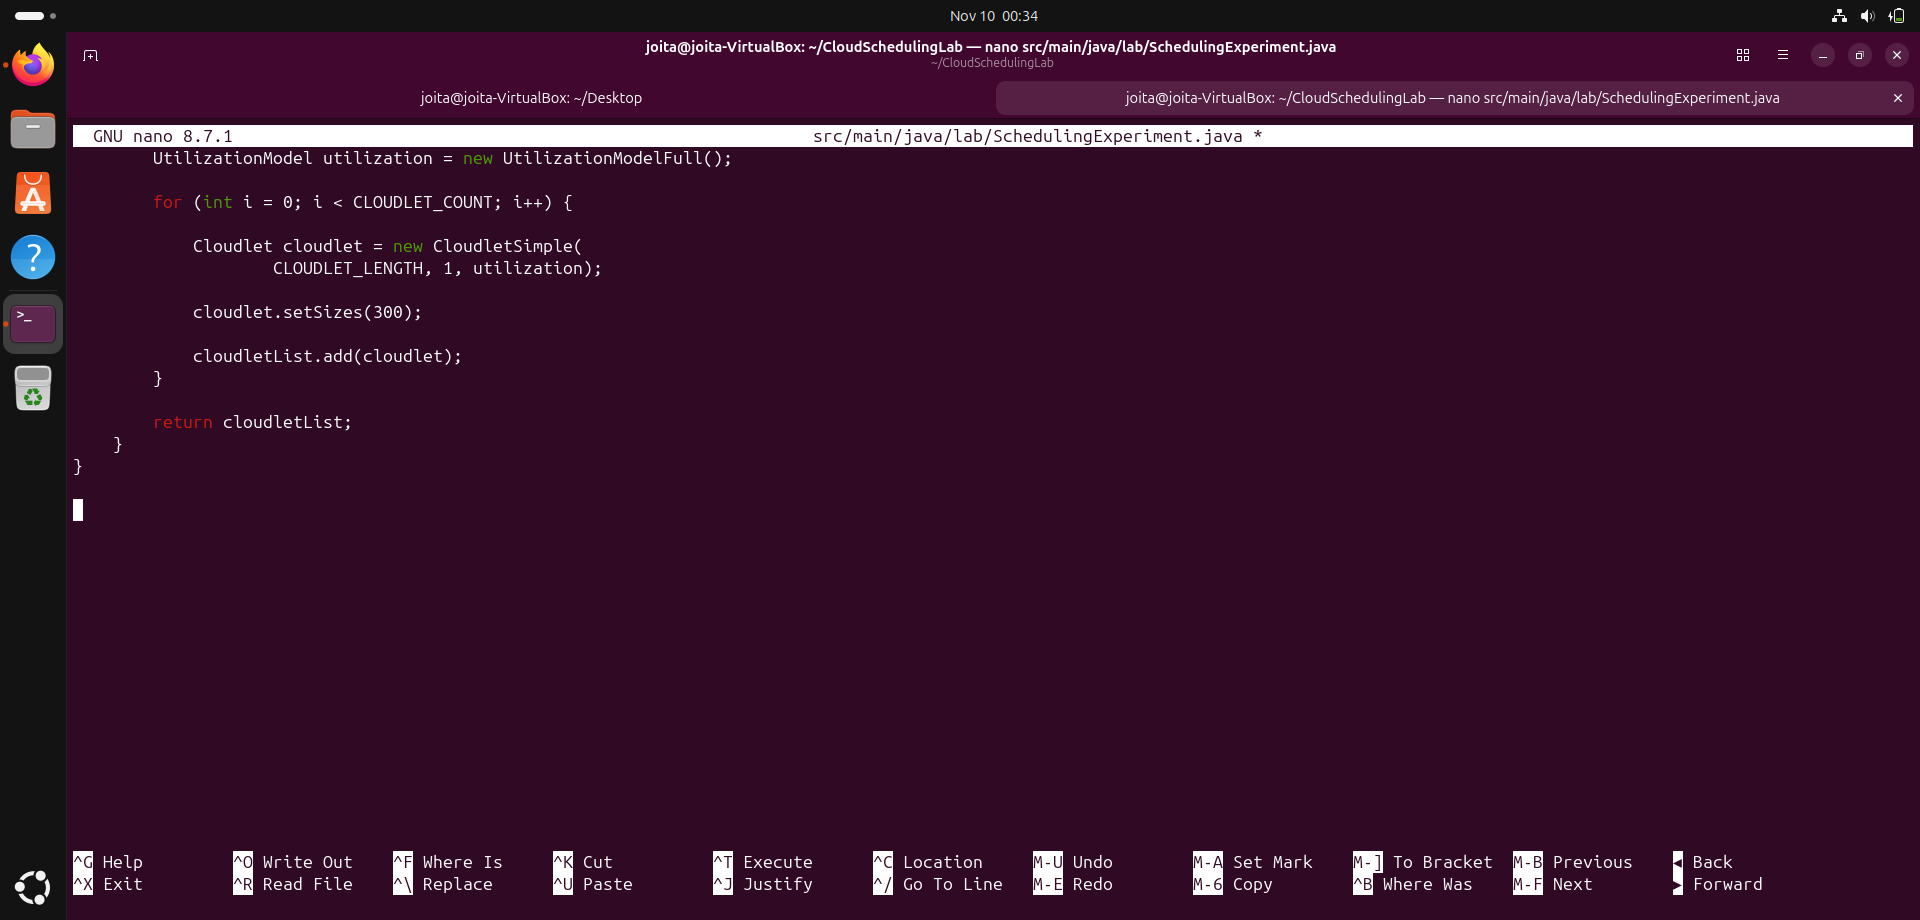 Nov 10 00:34
joita@joita-VirtualBox: ~/CloudSchedulingLab — nano src/main/java/lab/SchedulingExperiment.java
~/CloudSchedulingLab
joita@joita-VirtualBox: ~/Desktop
joita@joita-VirtualBox: ~/CloudSchedulingLab — nano src/main/java/lab/SchedulingExperiment.java
GNU nano 8.7.1 src/main/java/lab/SchedulingExperiment.java *
UtilizationModel utilization = new UtilizationModelFull();
for (int i = 0; i < CLOUDLET_COUNT; i++) {
Cloudlet cloudlet = new CloudletSimple(
CLOUDLET_LENGTH, 1, utilization);
cloudlet.setSizes(300);
cloudletList.add(cloudlet);
}
return cloudletList;
}
}
^G Help ^O Write Out ^F Where Is ^K Cut ^T Execute ^C Location M-U Undo M-A Set Mark M-] To Bracket M-B Previous ◂ Back
^X Exit ^R Read File ^\ Replace ^U Paste ^J Justify ^/ Go To Line M-E Redo M-6 Copy ^B Where Was M-F Next ▸ Forward